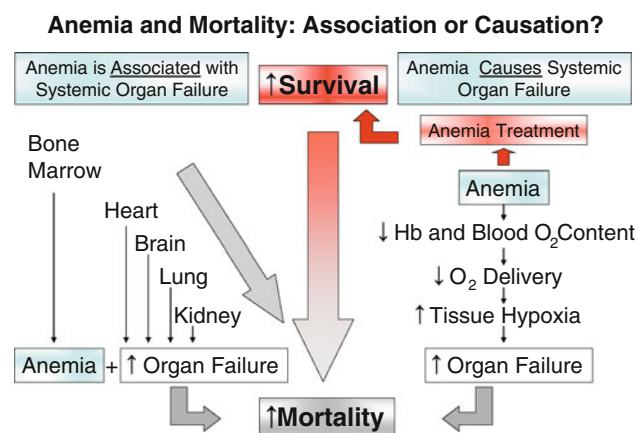 Anemia and Mortality: Association or Causation?
Anemia is Associated with
Systemic Organ Failure
↑Survival
Anemia Causes Systemic
Organ Failure
Anemia Treatment
Bone
Marrow
Heart
Brain
Lung
Kidney
Anemia + ↑ Organ Failure
Anemia
↓ Hb and Blood O₂Content
↓ O₂ Delivery
↑ Tissue Hypoxia
↑ Organ Failure
↑Mortality